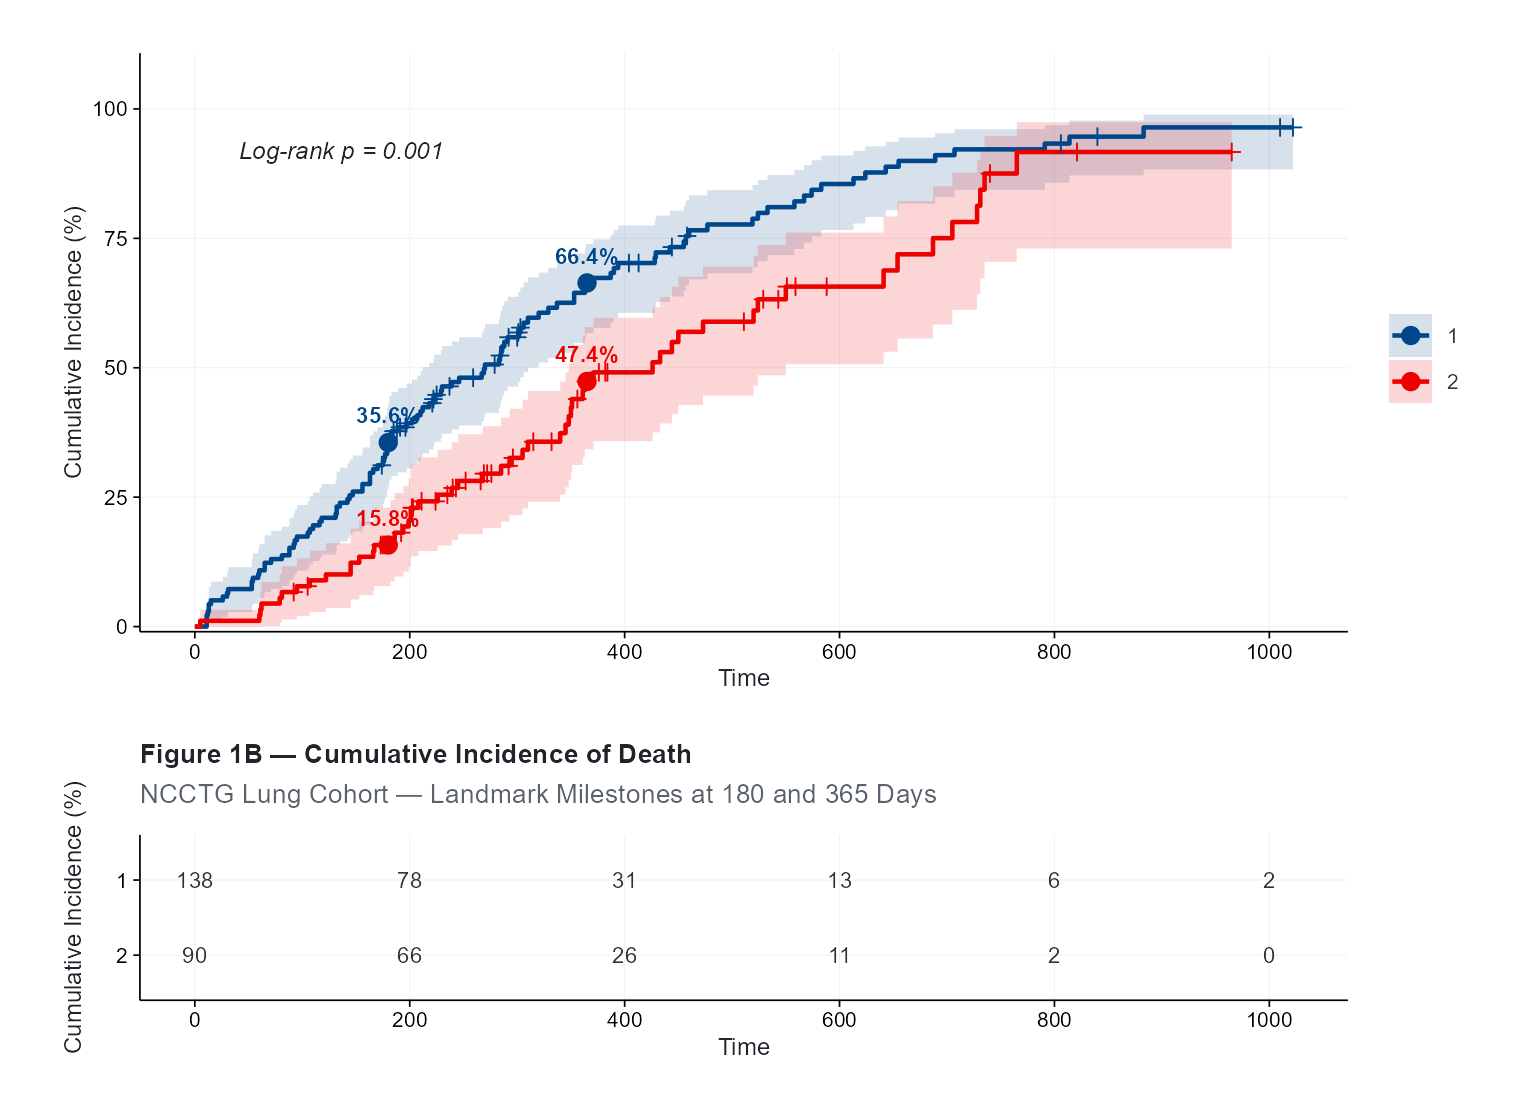 Cumulative Incidence (%)
100
75
50
25
0
Log-rank p = 0.001
66.4%
47.4%
35.6%
15.8%
0 200 400 600 800 1000
Time
1
2
Figure 1B — Cumulative Incidence of Death
NCCTG Lung Cohort — Landmark Milestones at 180 and 365 Days
Cumulative Incidence (%)
1 138 78 31 13 6 2
2 90 66 26 11 2 0
0 200 400 600 800 1000
Time